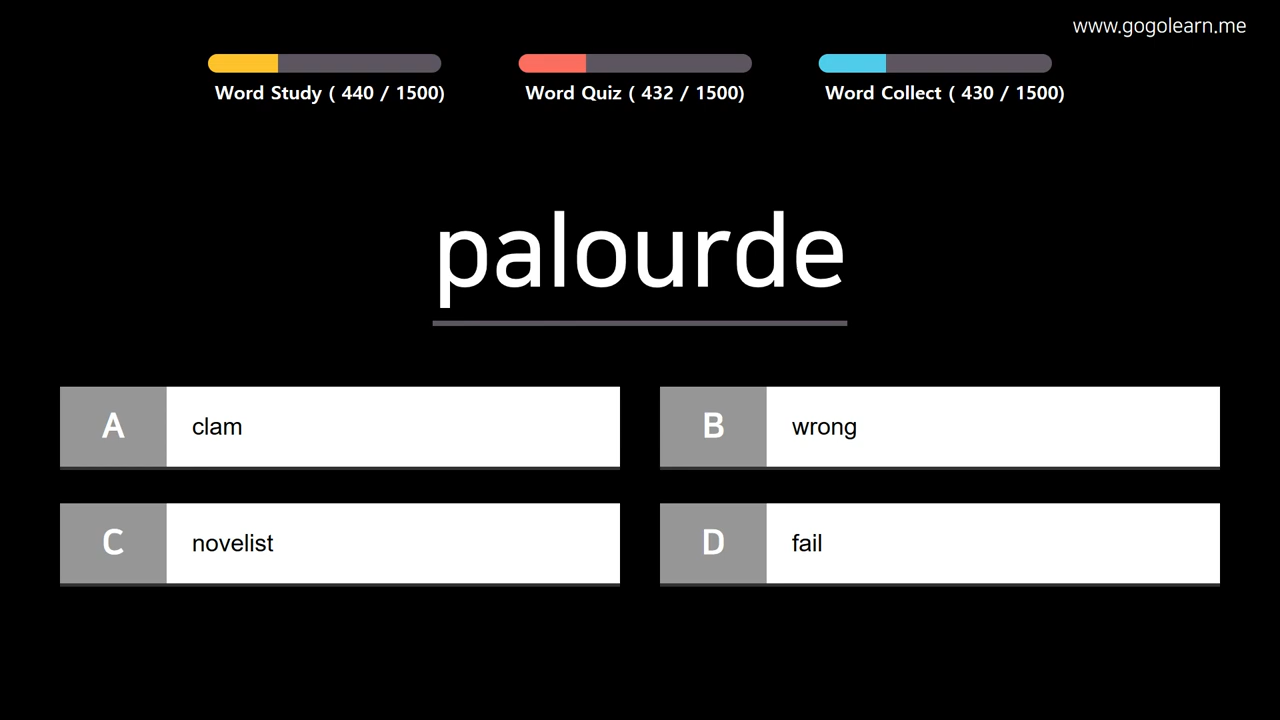 www.gogolearn.me
Word Study ( 440 / 1500)
Word Quiz ( 432 / 1500)
Word Collect ( 430 / 1500)
palourde
A clam
B wrong
C novelist
D fail